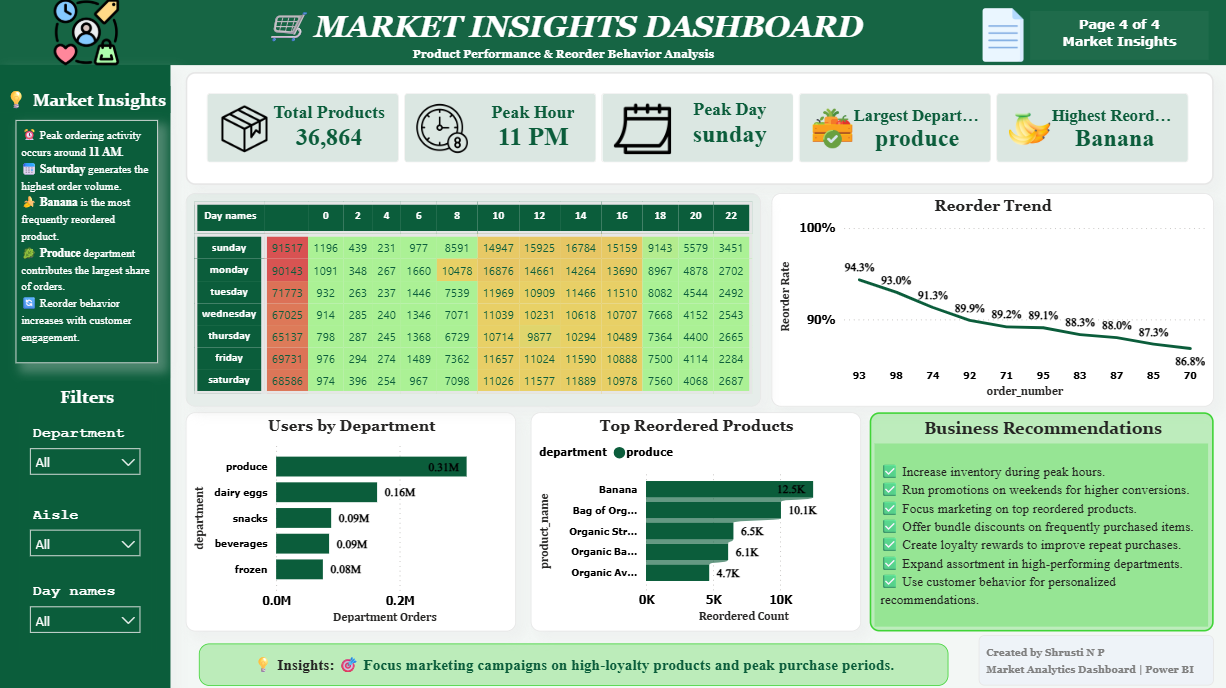 MARKET INSIGHTS DASHBOARD
Product Performance & Reorder Behavior Analysis
Page 4 of 4
Market Insights
Market Insights
Peak ordering activity
occurs around 11 AM.
Saturday generates the
highest order volume.
Banana is the most
frequently reordered
product.
Produce department
contributes the largest share
of orders.
Reorder behavior
increases with customer
engagement.
Filters
Department
All
Aisle
All
Day names
All
Total Products
36,864
Peak Hour
11 PM
8
Peak Day
sunday
Largest Depart...
produce
Highest Reord...
Banana
Day names 0 2 4 6 8 10 12 14 16 18 20 22
sunday 91517 1196 439 231 977 8591 14947 15925 16784 15159 9143 5579 3451
monday 90143 1091 348 267 1660 10478 16876 14661 14264 13690 8967 4878 2702
tuesday 71773 932 263 237 1446 7539 11969 10909 11466 11510 8082 4544 2492
wednesday 67025 914 285 240 1346 7071 11039 10231 10618 10707 7668 4152 2543
thursday 65137 798 287 245 1368 6729 10714 9877 10294 10489 7364 4400 2665
friday 69731 976 294 274 1489 7362 11657 11024 11590 10888 7500 4114 2284
saturday 68586 974 396 254 967 7098 11026 11577 11889 10978 7560 4068 2687
Reorder Trend
Reorder Rate
100%
90%
94.3%
93.0%
91.3%
89.9%
89.2%
89.1%
88.3%
88.0%
87.3%
86.8%
93 98 74 92 71 95 83 87 85 70
order_number
Users by Department
department
produce 0.31M
dairy eggs 0.16M
snacks 0.09M
beverages 0.09M
frozen 0.08M
0.0M 0.2M
Department Orders
Top Reordered Products
department produce
product_name
Banana 12.5K
Bag of Org... 10.1K
Organic Str... 6.5K
Organic Ba... 6.1K
Organic Av... 4.7K
0K 5K 10K
Reordered Count
Business Recommendations
Increase inventory during peak hours.
Run promotions on weekends for higher conversions.
Focus marketing on top reordered products.
Offer bundle discounts on frequently purchased items.
Create loyalty rewards to improve repeat purchases.
Expand assortment in high-performing departments.
Use customer behavior for personalized
recommendations.
Insights: Focus marketing campaigns on high-loyalty products and peak purchase periods.
Created by Shrusti N P
Market Analytics Dashboard | Power BI